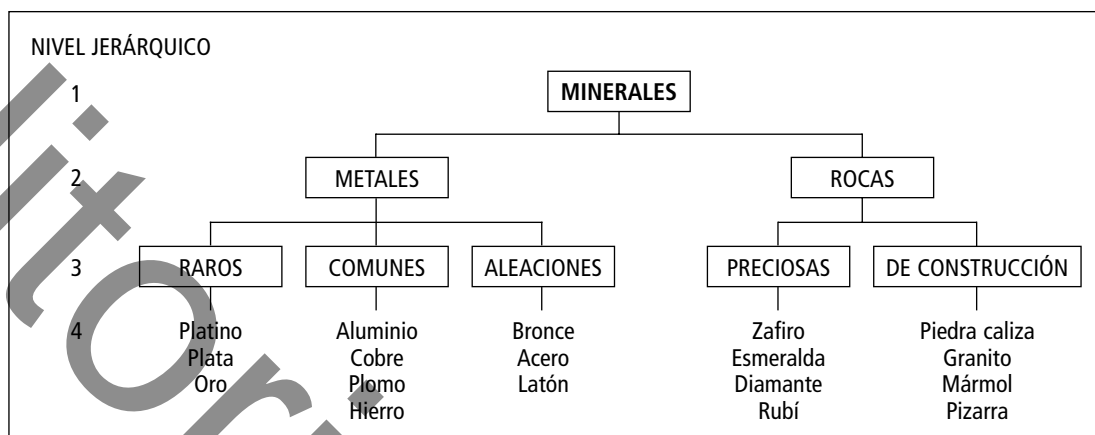 NIVEL JERÁRQUICO
1 MINERALES
2 METALES ROCAS
3 RAROS COMUNES ALEACIONES PRECIOSAS DE CONSTRUCCIÓN
4 Platino Aluminio Bronce Zafiro Piedra caliza
Plata Cobre Acero Esmeralda Granito
Oro Plomo Latón Diamante Mármol
Hierro Rubí Pizarra